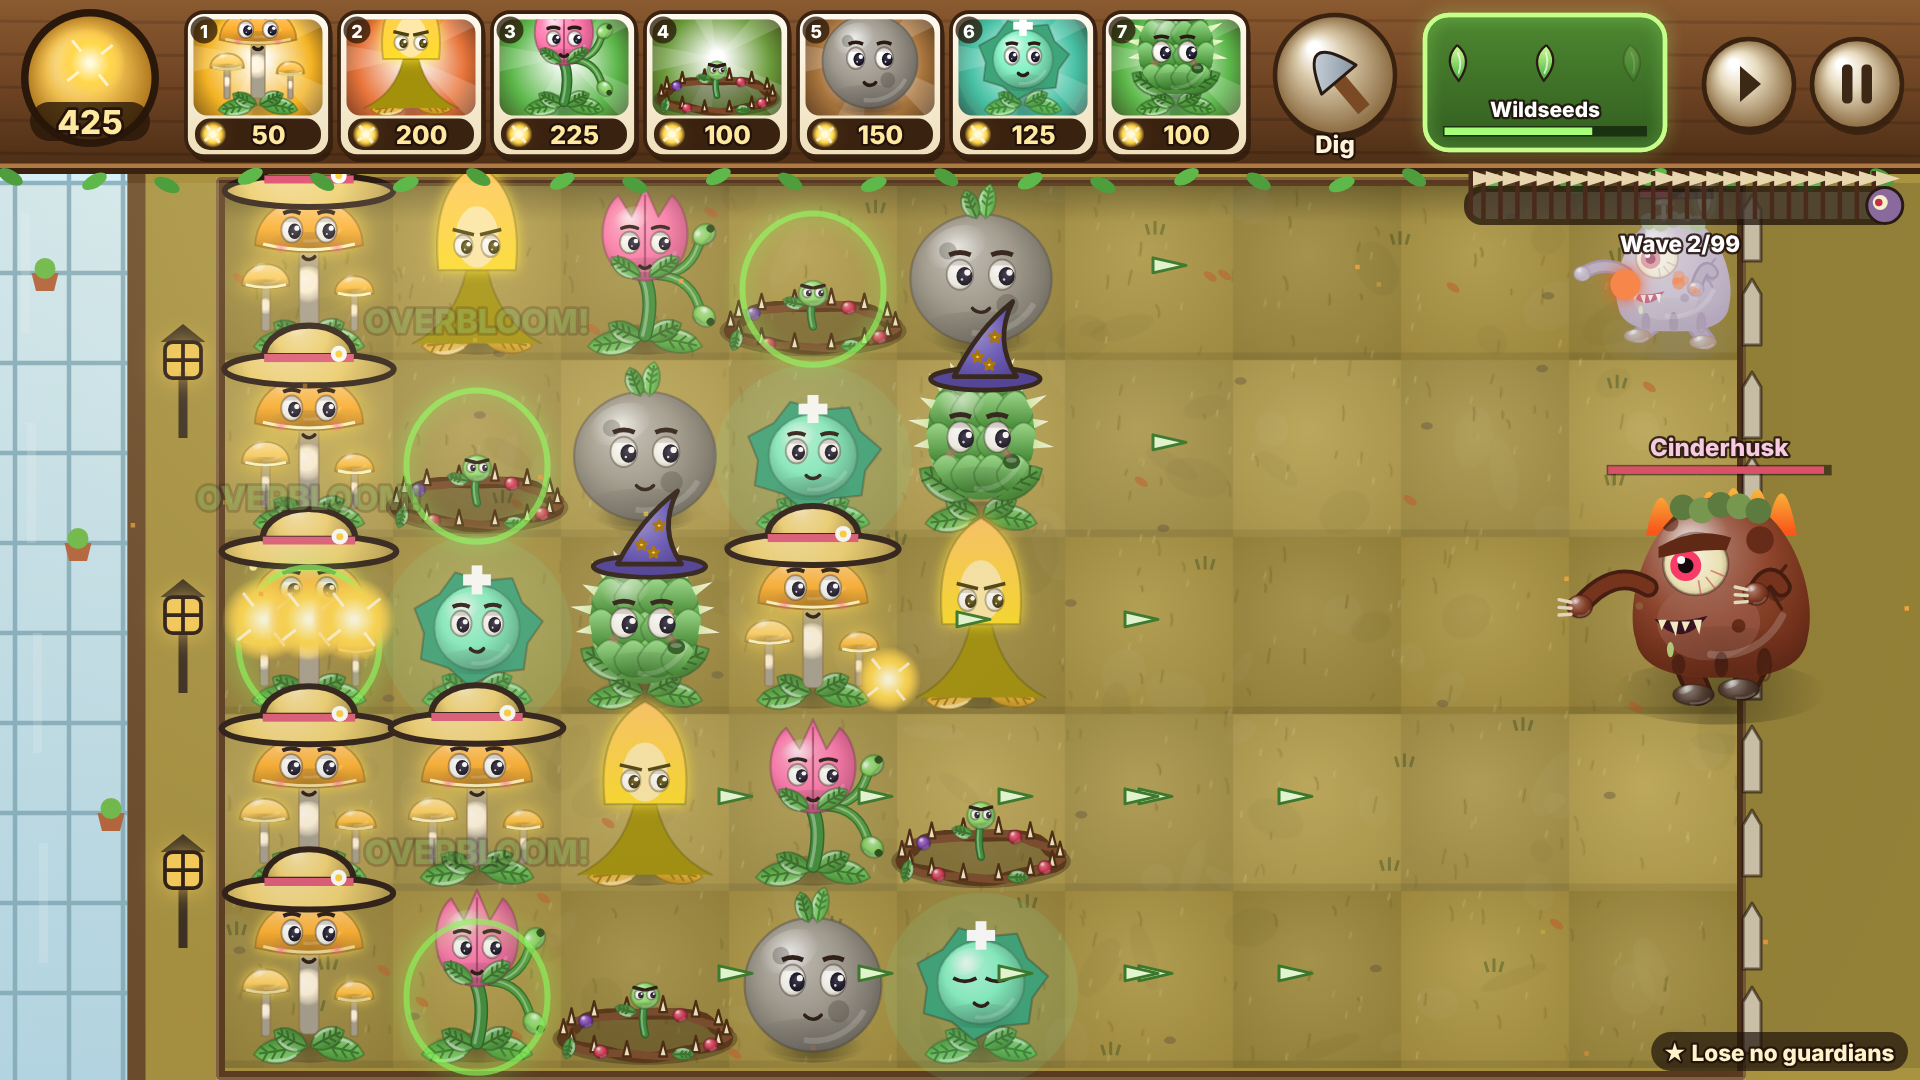 425
1
50
2
200
3
225
4
100
5
150
6
125
7
100
Dig
Wildseeds
Wave 2/99
OVERBLOOM!
Cinderhusk
OVERBLOOM!
OVERBLOOM!
★ Lose no guardians